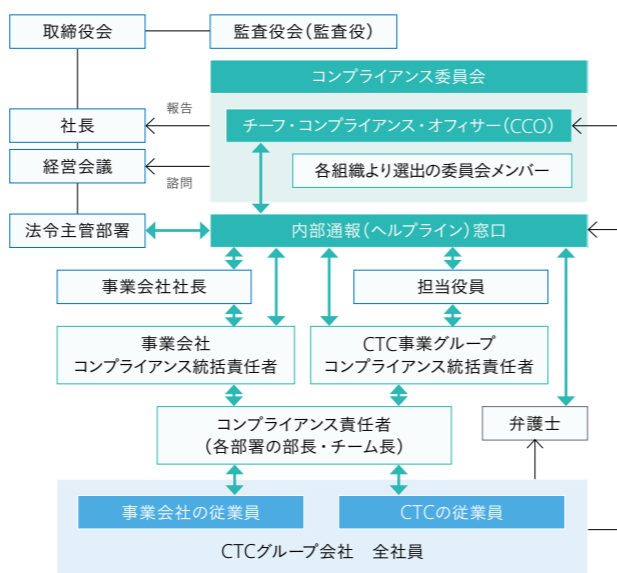 取締役会
監査役会(監査役)
コンプライアンス委員会
社長
報告
チーフ・コンプライアンス・オフィサー(CCO)
経営会議
諮問
各組織より選出の委員会メンバー
法令主管部署
内部通報(ヘルプライン)窓口
事業会社社長
担当役員
事業会社
コンプライアンス統括責任者
CTC事業グループ
コンプライアンス統括責任者
コンプライアンス責任者
(各部署の部長・チーム長)
弁護士
事業会社の従業員
CTCの従業員
CTCグループ会社 全社員